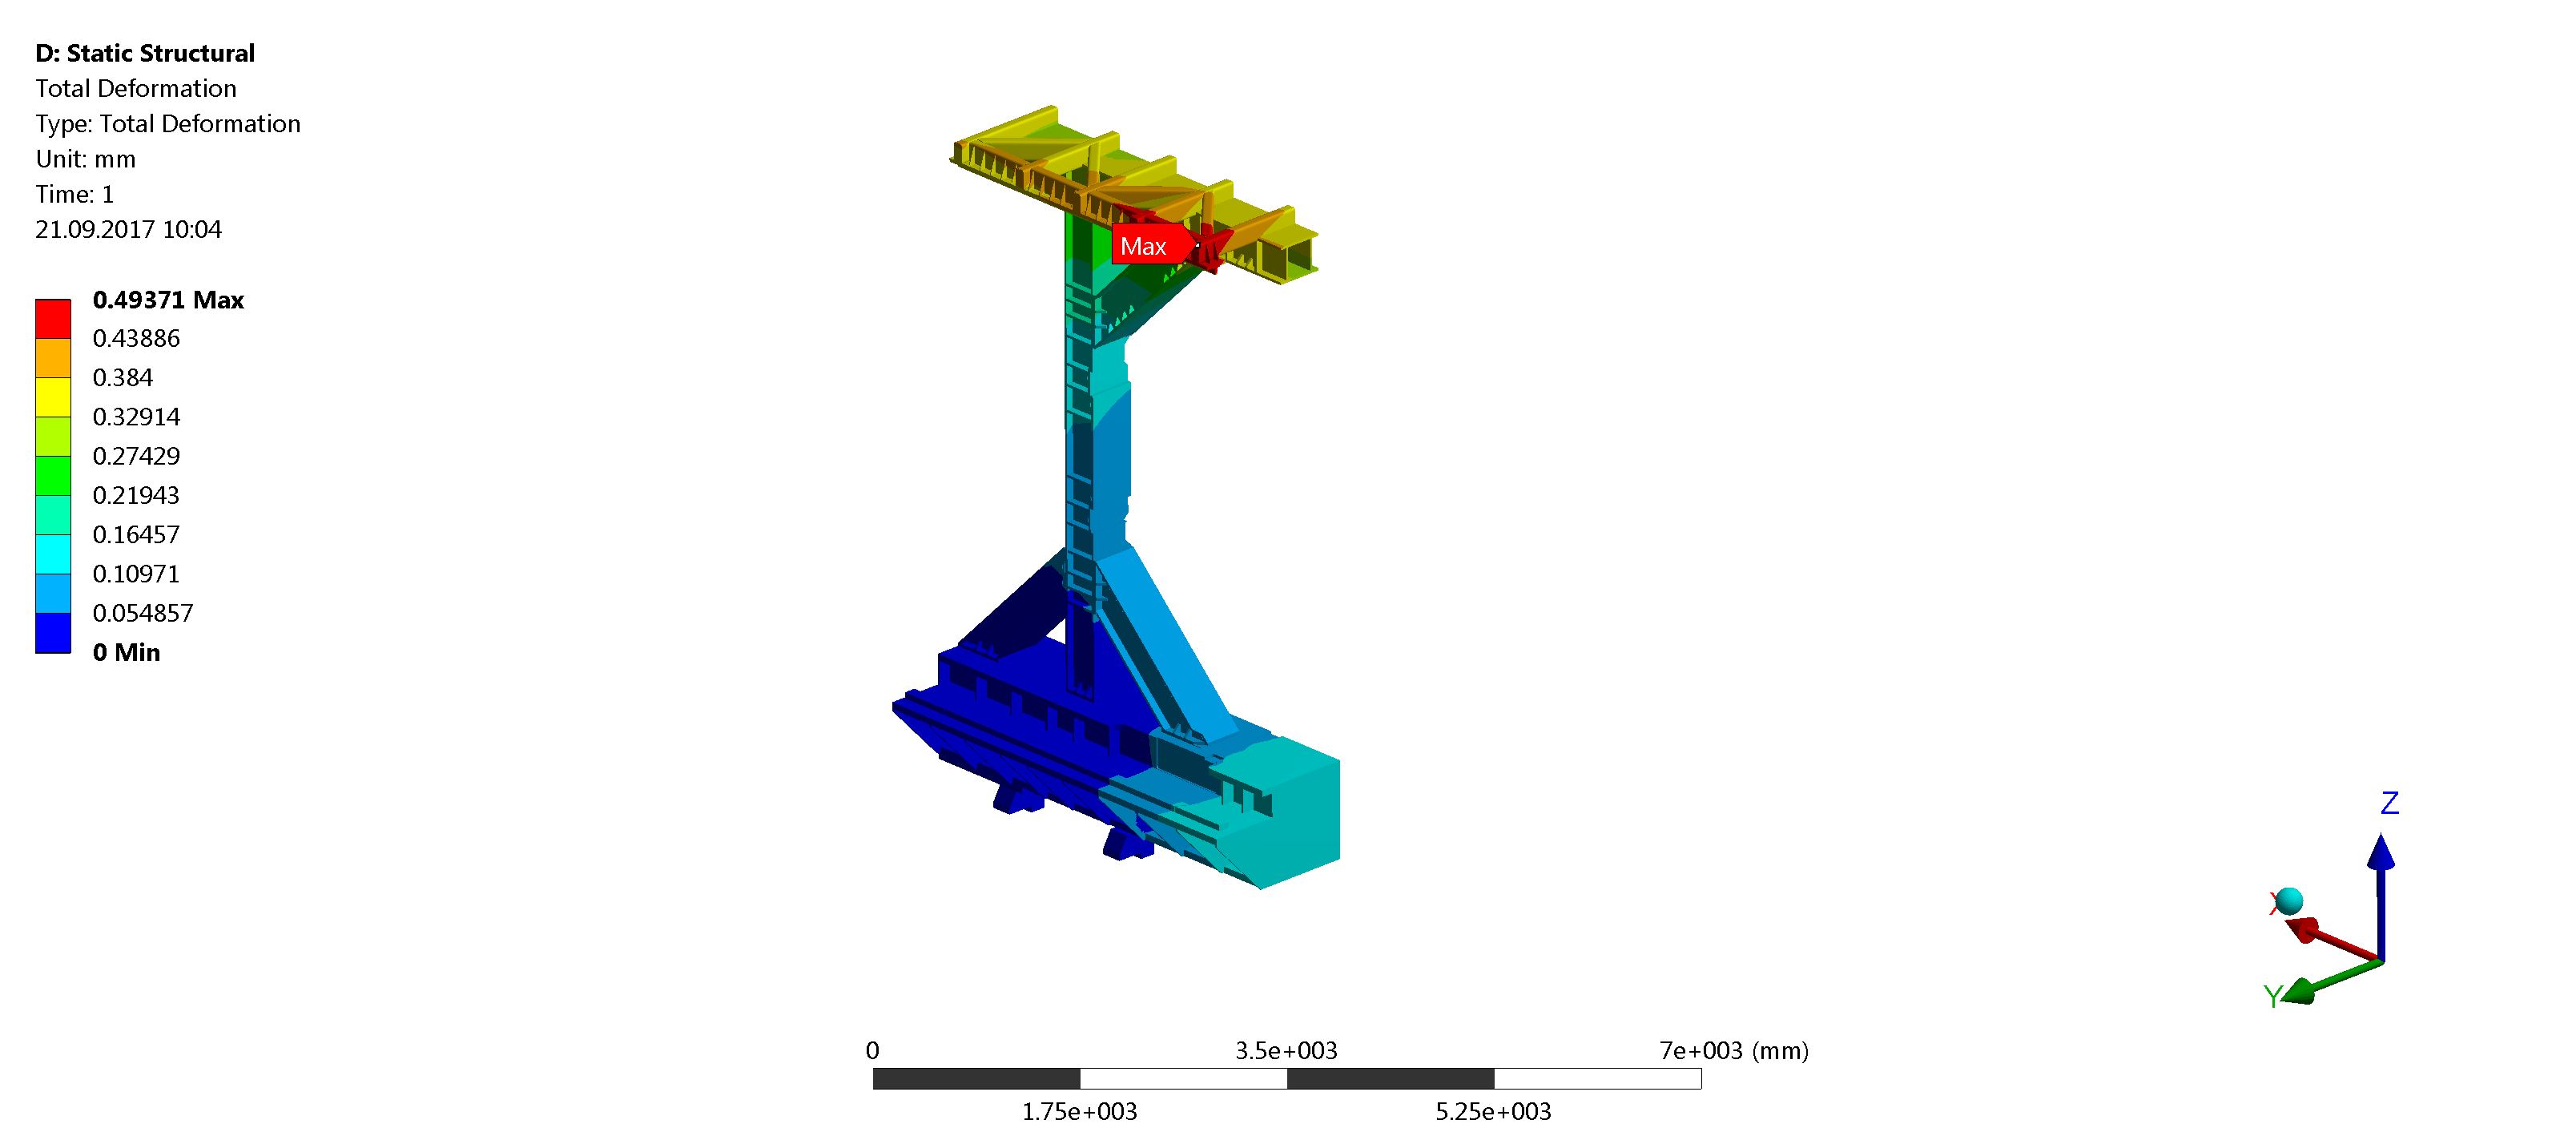 D: Static Structural
Total Deformation
Type: Total Deformation
Unit: mm
Time: 1
21.09.2017 10:04
0.49371 Max
0.43886
0.384
0.32914
0.27429
0.21943
0.16457
0.10971
0.054857
0 Min
Max
Z
X
Y
0 3.5e+003 7e+003 (mm)
1.75e+003 5.25e+003